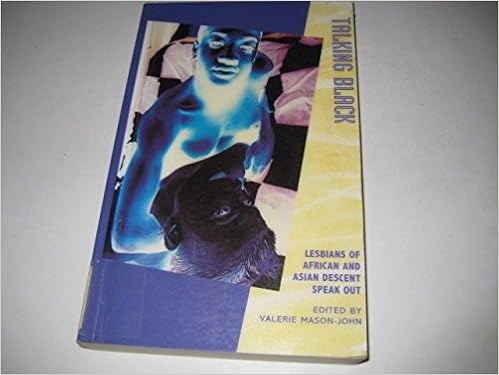 TALKING BLACK
LESBIANS OF
AFRICAN AND
ASIAN DESCENT
SPEAK OUT
EDITED BY
VALERIE MASON-JOHN